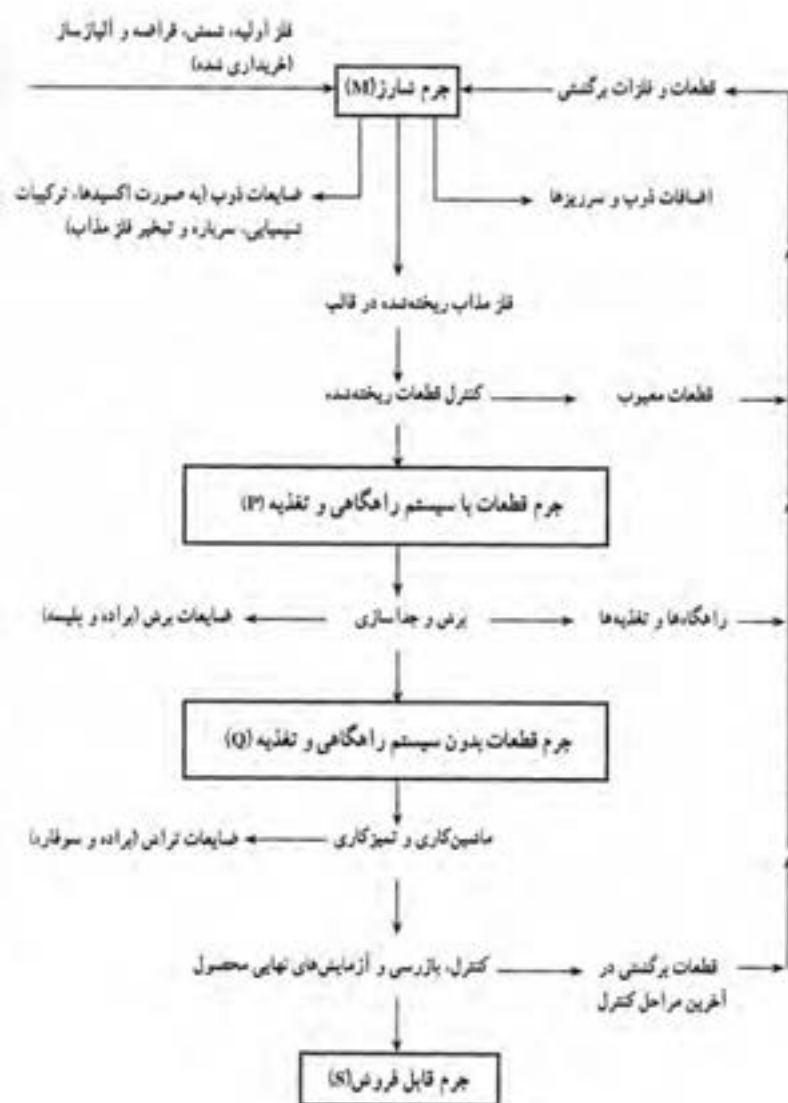 فلز اولیه، شمش، قراضه و آلیاژساز
(خریداری شده)
جرم شارژ (M)
قطعات و فلزات برگشتی
اضافات ذوب و سرریزها
ضایعات ذوب (به صورت اکسیدها، ترکیبات
شیمیایی، سرباره و تبخیر فلز مذاب)
فلز مذاب ریخته‌شده در قالب
کنترل قطعات ریخته‌شده
قطعات معیوب
جرم قطعات با سیستم راهگاهی و تغذیه (P)
راهگاه‌ها و تغذیه‌ها
برش و جداسازی
ضایعات برش (براده و پلیسه)
جرم قطعات بدون سیستم راهگاهی و تغذیه (Q)
ماشین‌کاری و تمیزکاری
ضایعات تراش (براده و سوفاره)
کنترل، بازرسی و آزمایش‌های نهایی محصول
قطعات برگشتی در
آخرین مراحل کنترل
جرم قابل فروش (S)